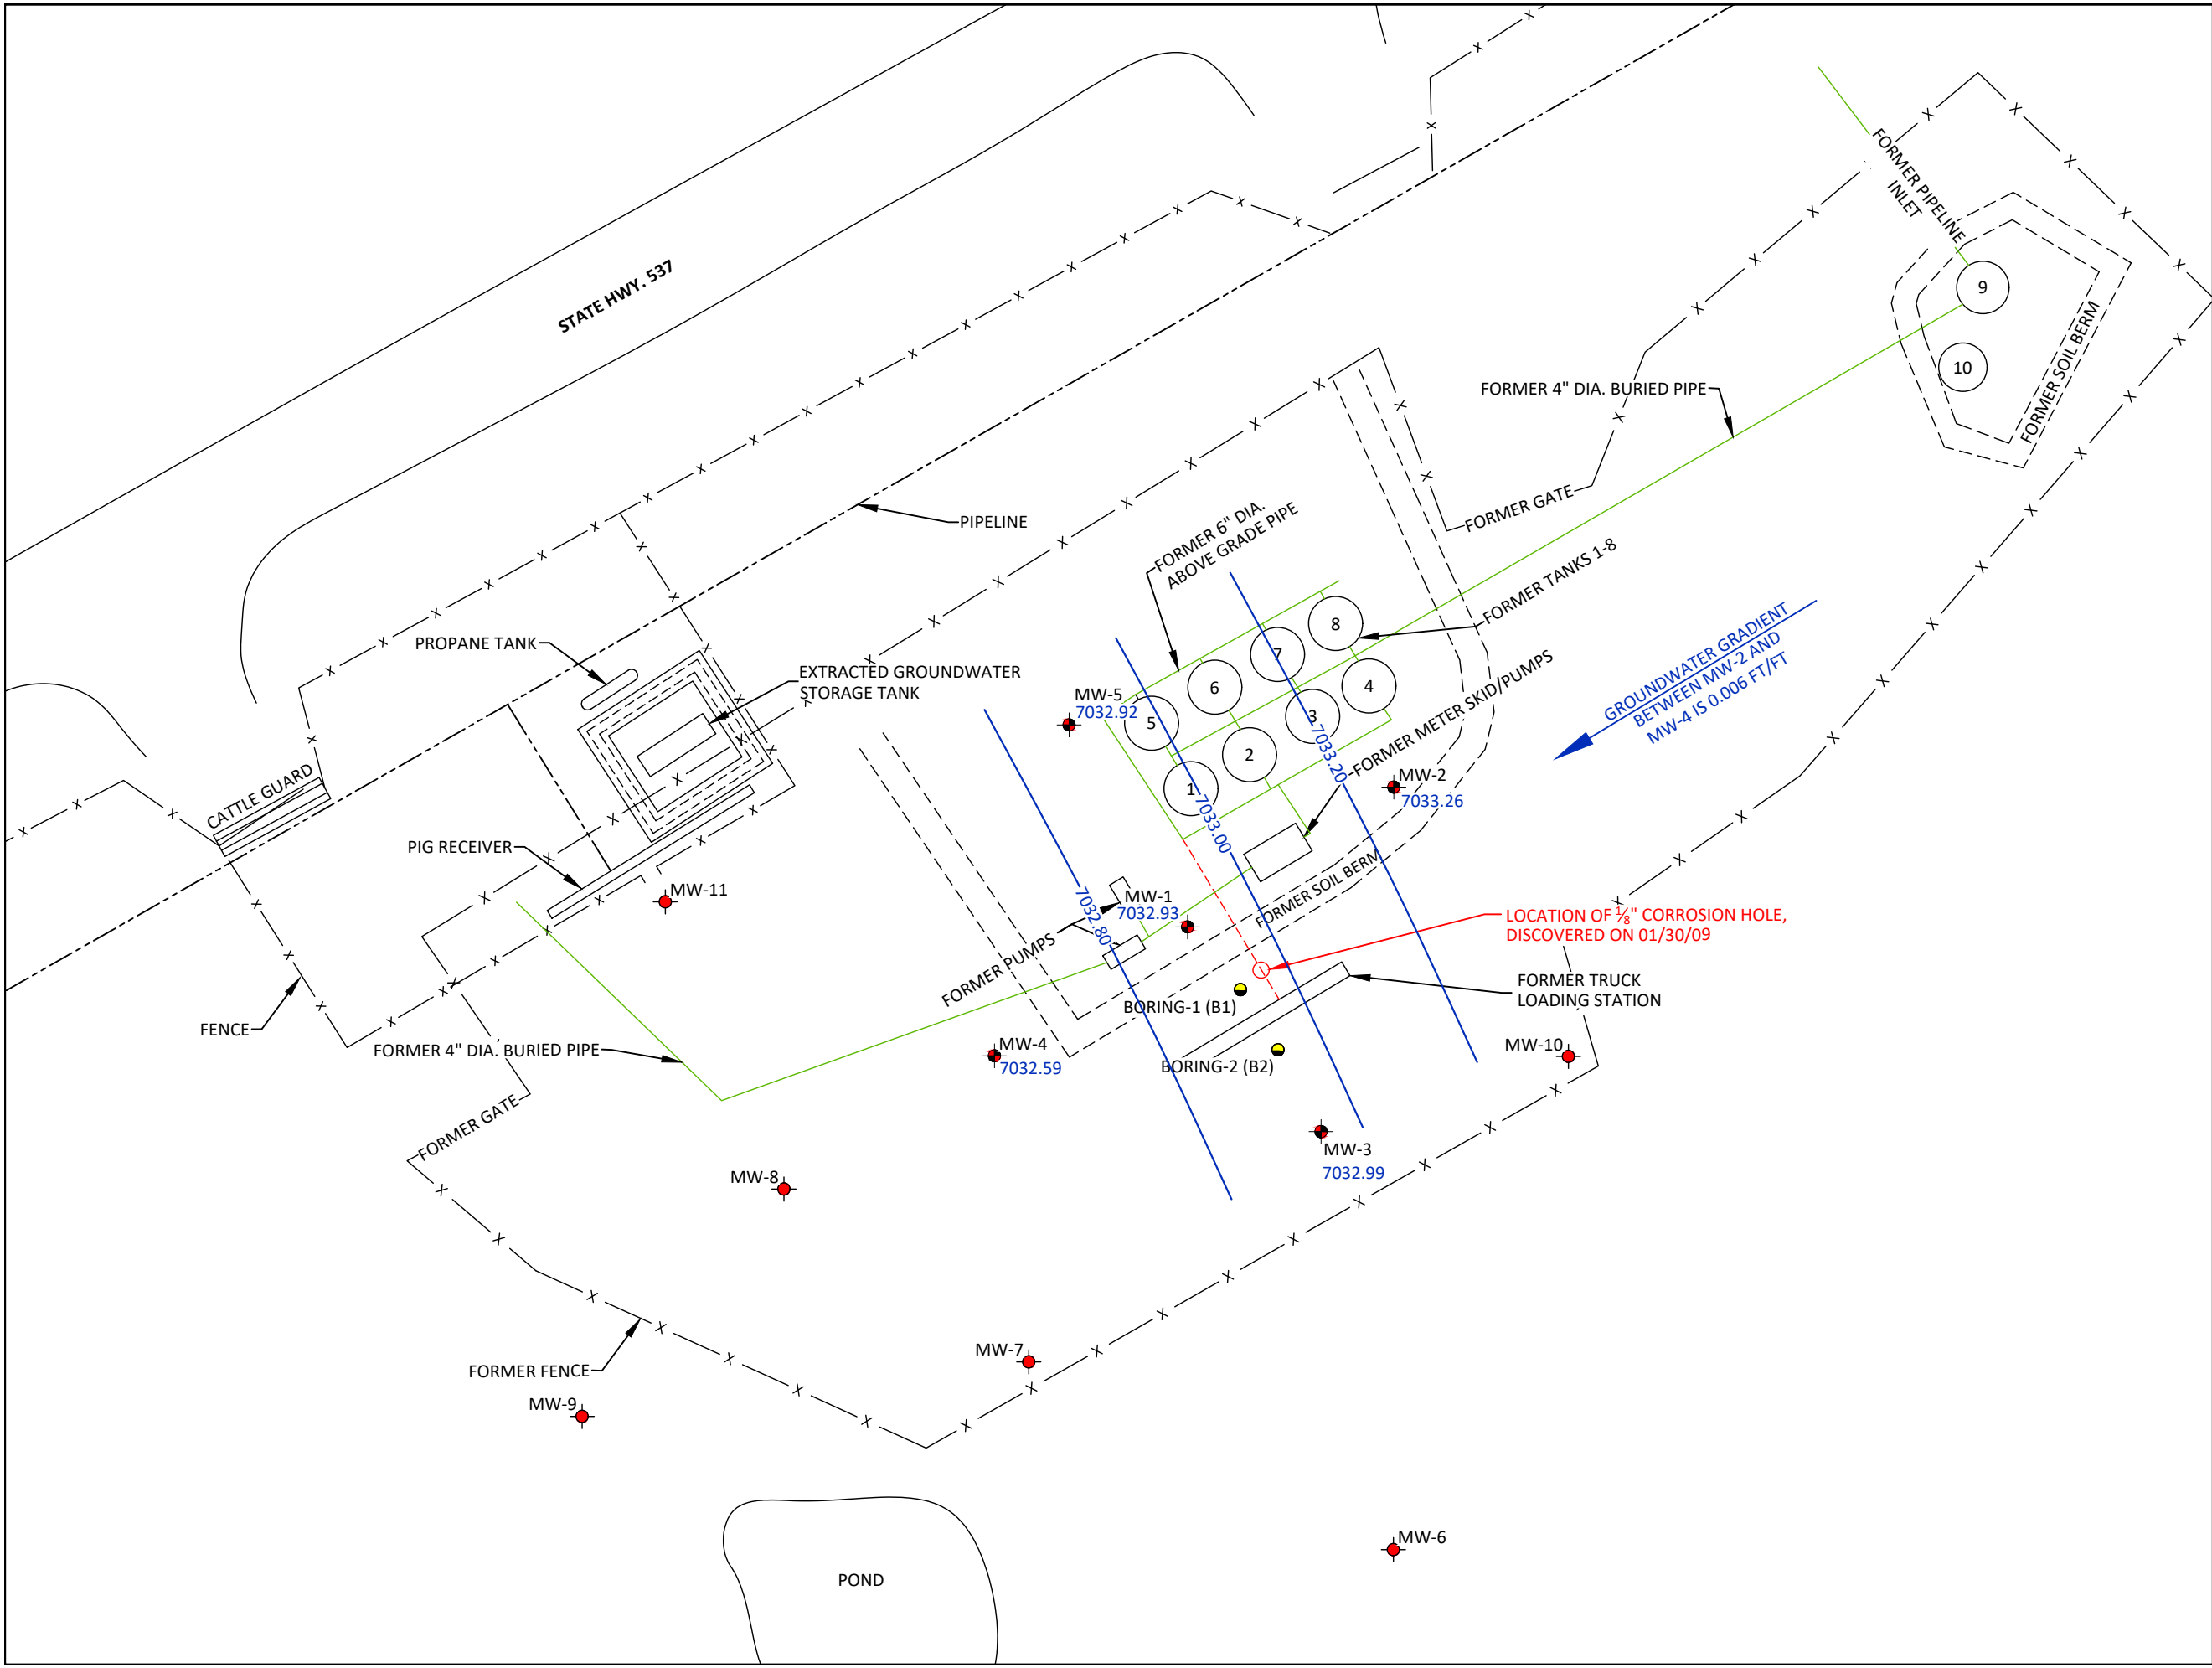 STATE HWY. 537
FORMER PIPELINE
INLET
9
10
FORMER SOIL BERM
FORMER 4" DIA. BURIED PIPE
PIPELINE
FORMER GATE
FORMER 6" DIA.
ABOVE GRADE PIPE
FORMER TANKS 1-8
8
7
6
5
4
3
2
1
PROPANE TANK
EXTRACTED GROUNDWATER
STORAGE TANK
MW-5
7032.92
FORMER METER SKID/PUMPS
GROUNDWATER GRADIENT
BETWEEN MW-2 AND
MW-4 IS 0.006 FT/FT
7033.20
MW-2
7033.26
CATTLE GUARD
7033.00
PIG RECEIVER
MW-11
MW-1
7032.93
7032.80
FORMER SOIL BERM
FORMER PUMPS
LOCATION OF ⅛" CORROSION HOLE,
DISCOVERED ON 01/30/09
FORMER TRUCK
LOADING STATION
BORING-1 (B1)
FENCE
FORMER 4" DIA. BURIED PIPE
MW-4
7032.59
BORING-2 (B2)
MW-10
FORMER GATE
MW-3
7032.99
MW-8
MW-7
FORMER FENCE
MW-9
MW-6
POND